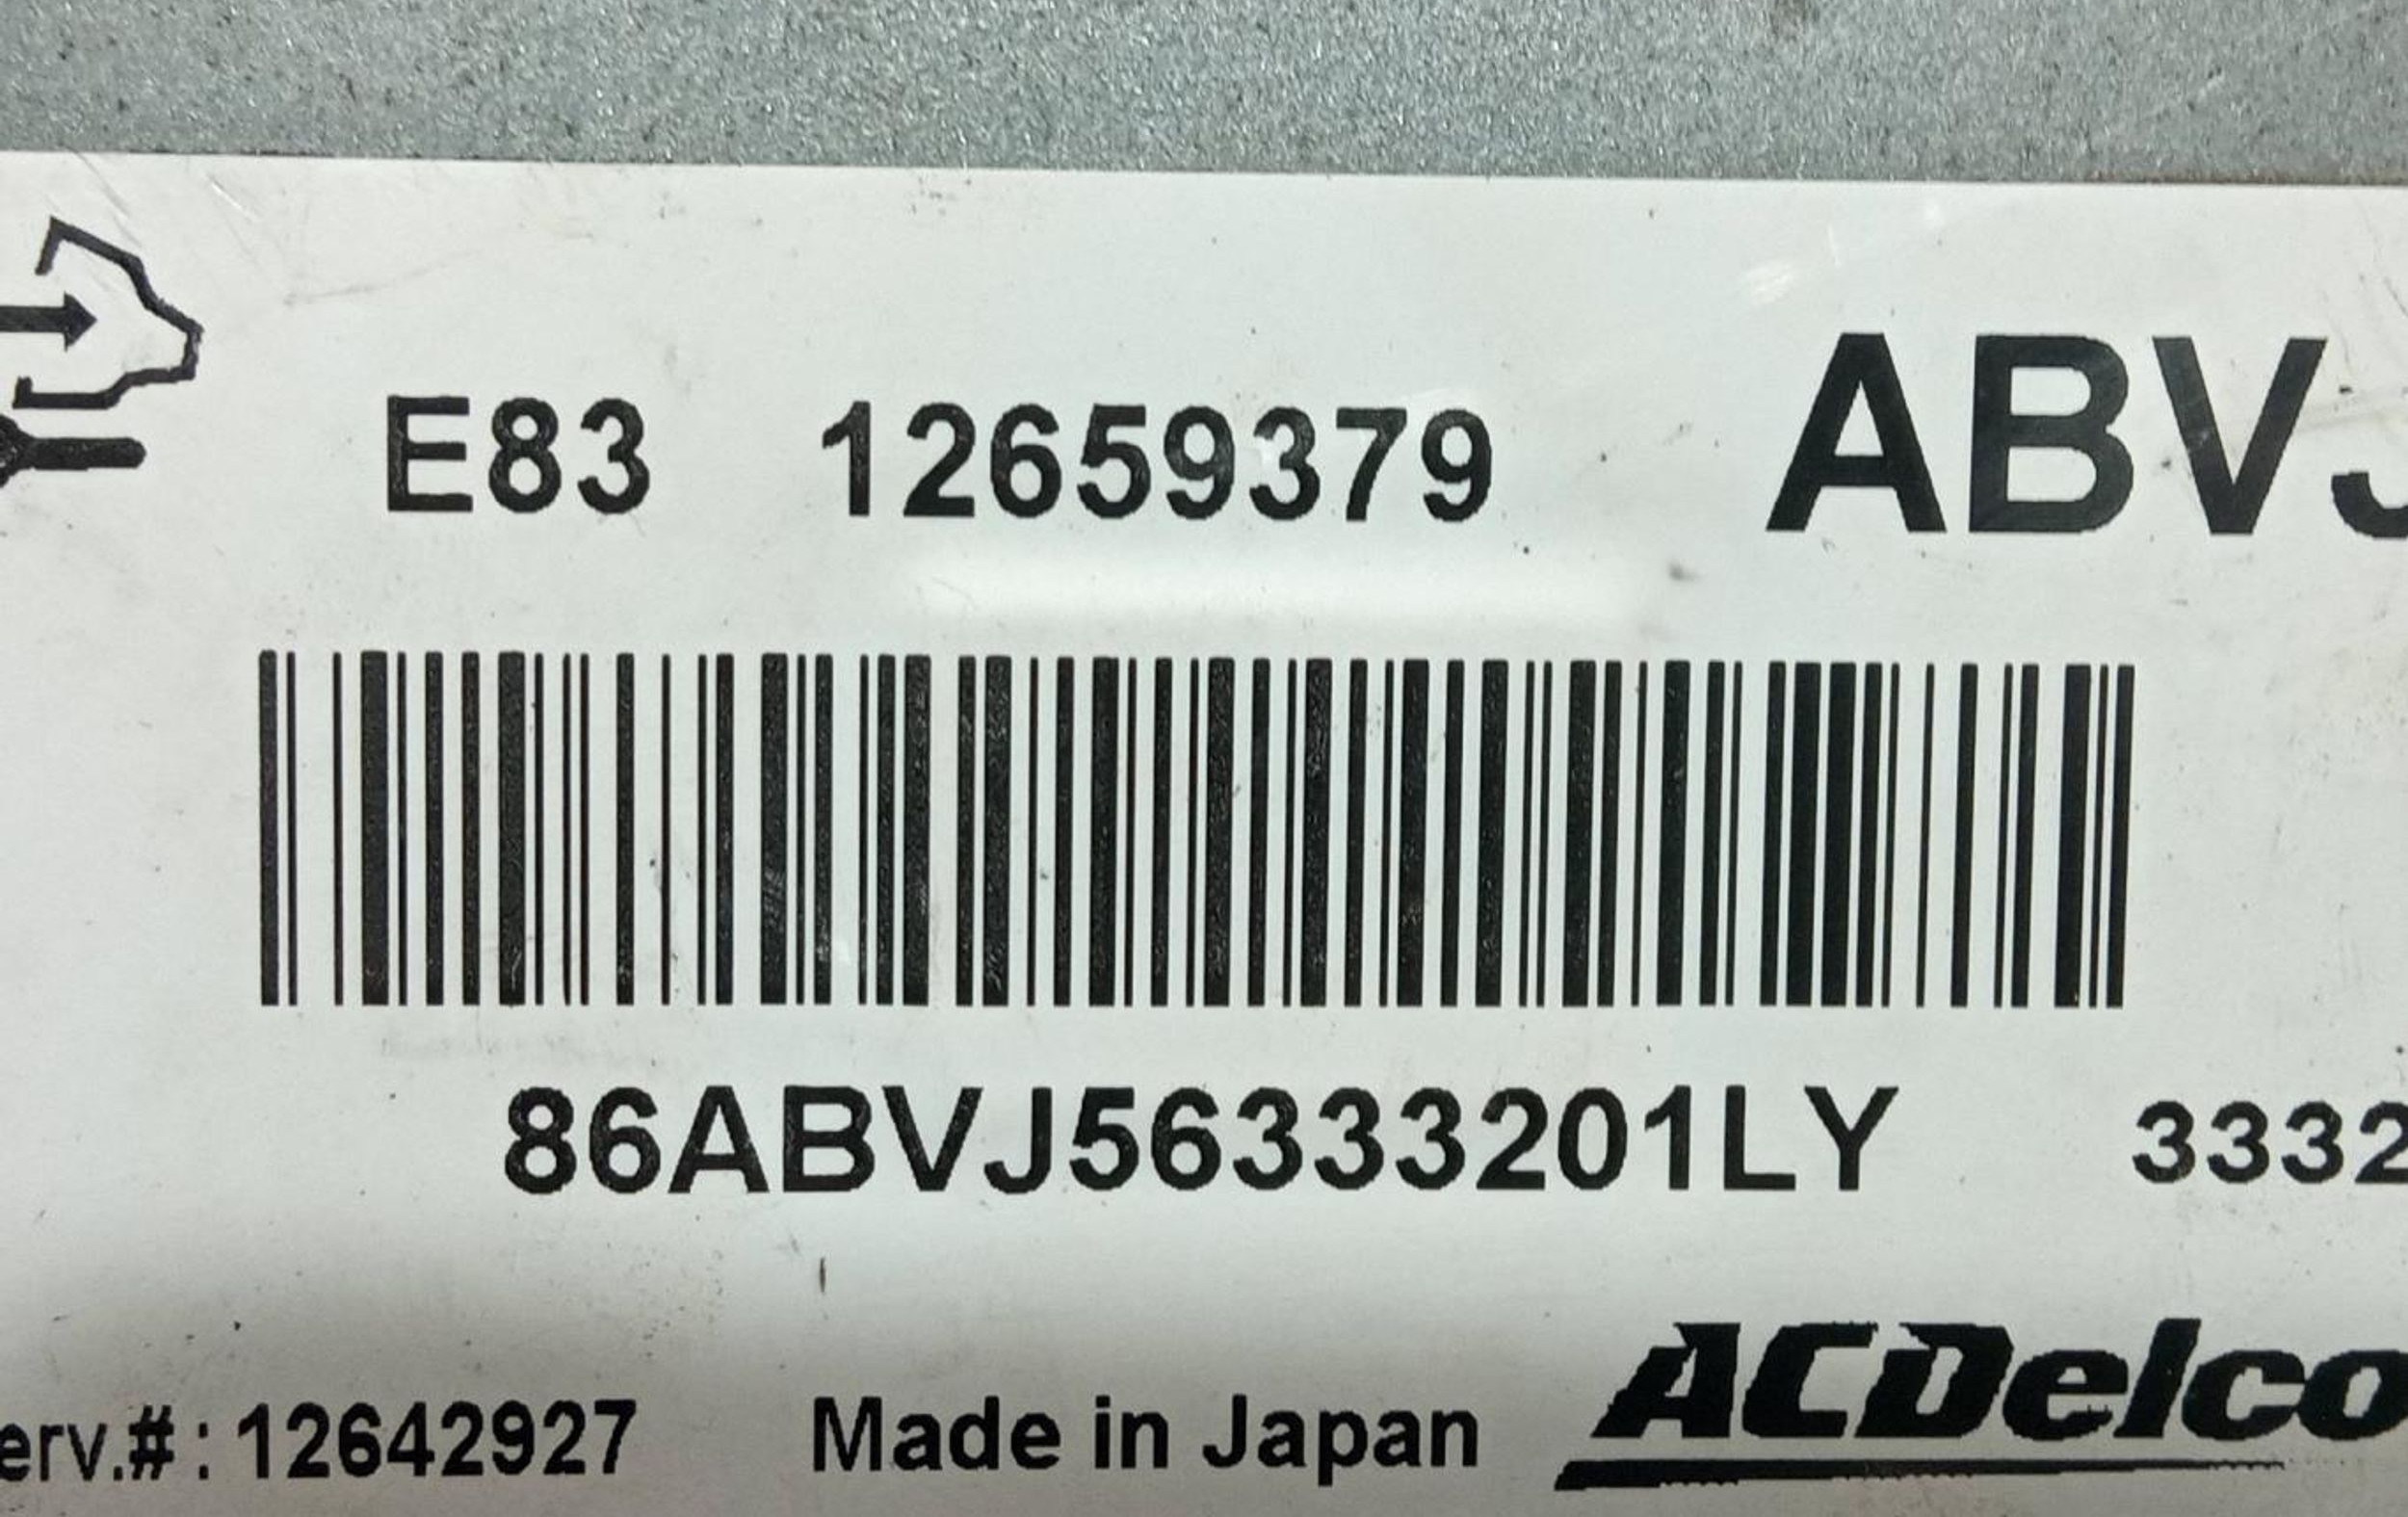 E83 12659379 ABVJ
86ABVJ56333201LY 3332
erv.#: 12642927 Made in Japan ACDelco